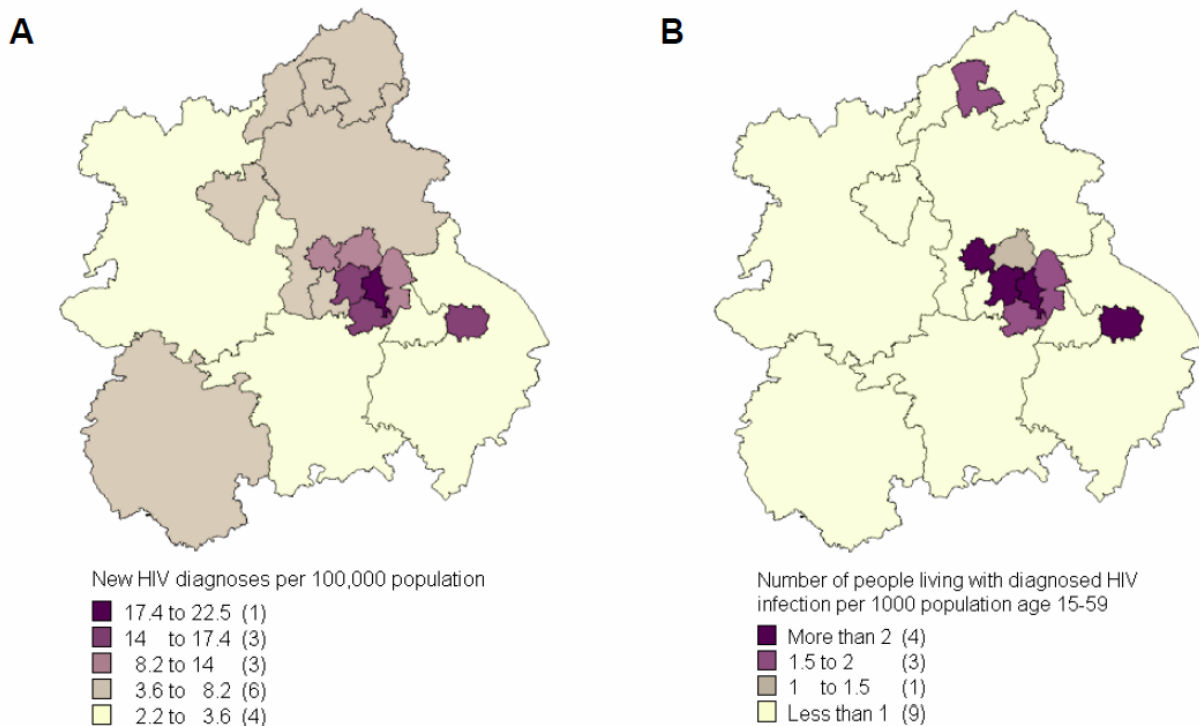 A
B
New HIV diagnoses per 100,000 population
17.4 to 22.5 (1)
14 to 17.4 (3)
8.2 to 14 (3)
3.6 to 8.2 (6)
2.2 to 3.6 (4)
Number of people living with diagnosed HIV
infection per 1000 population age 15-59
More than 2 (4)
1.5 to 2 (3)
1 to 1.5 (1)
Less than 1 (9)